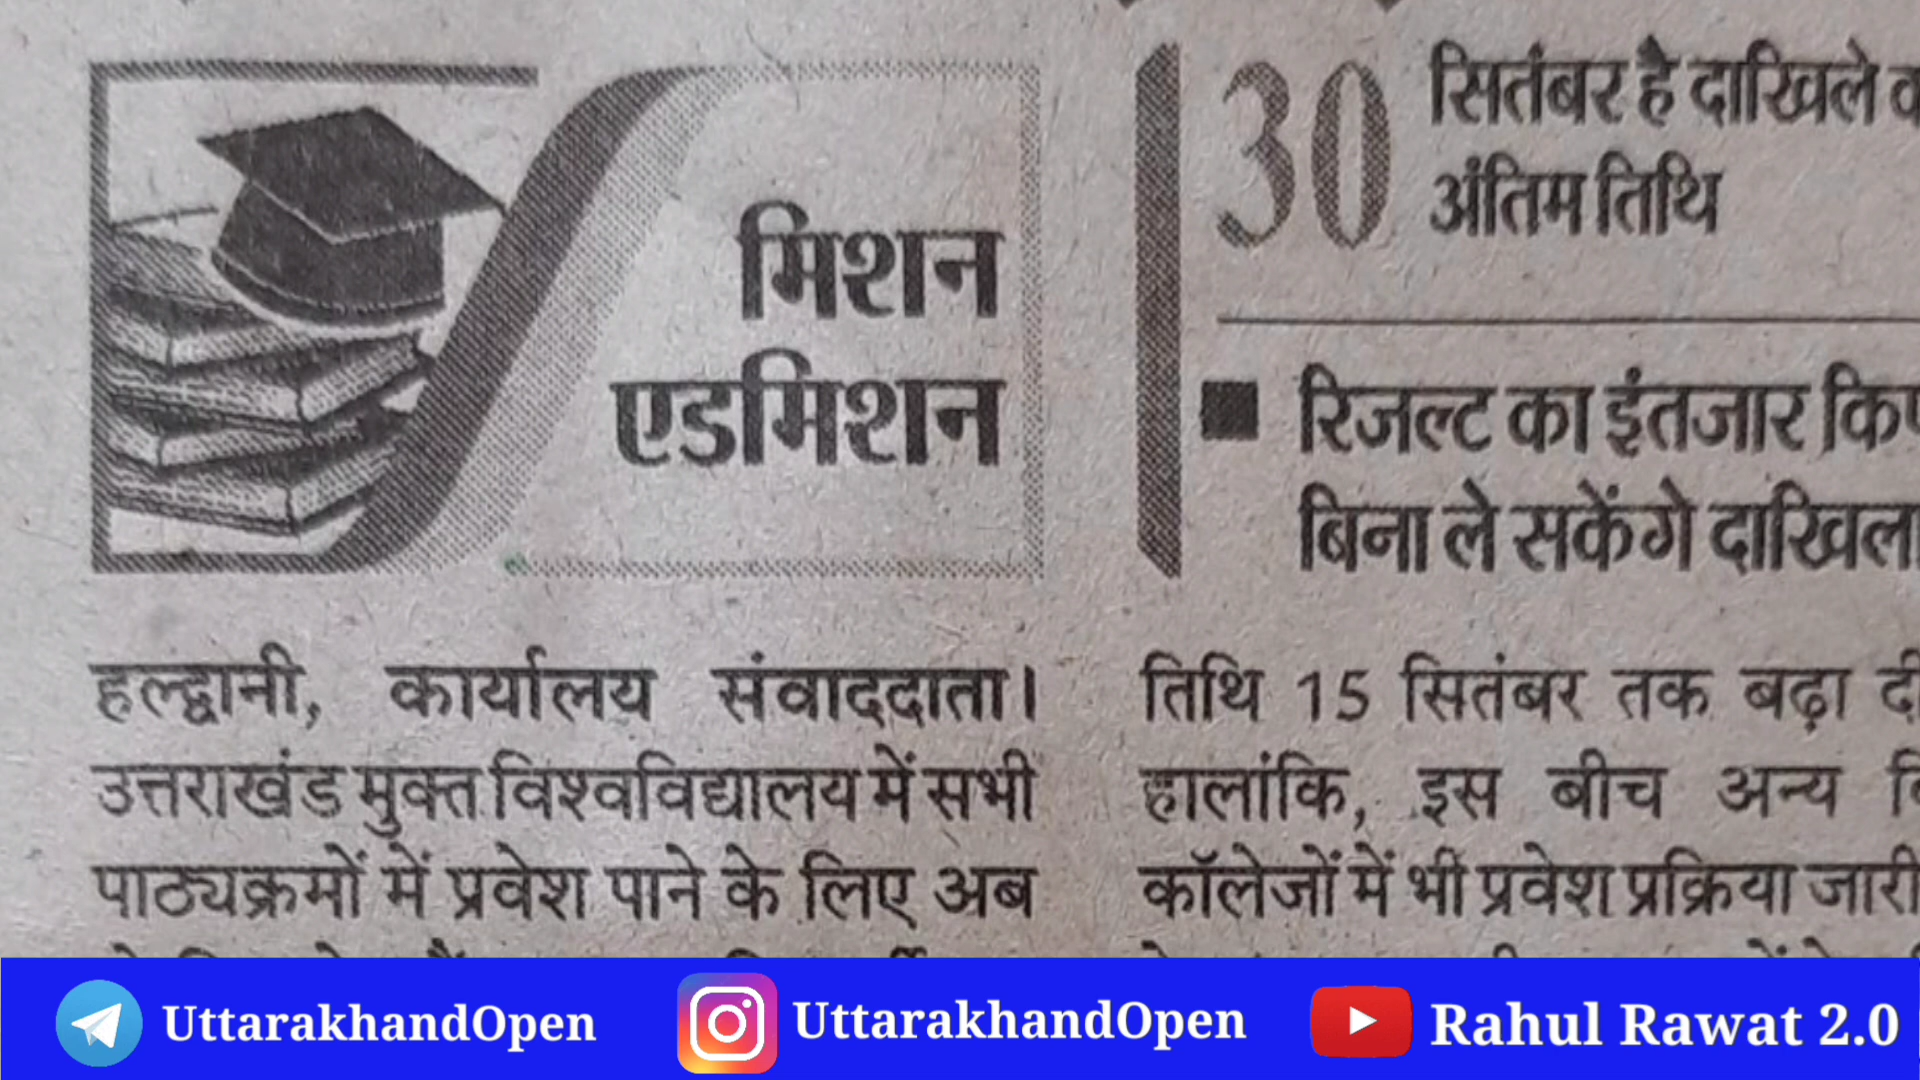 मिशन
एडमिशन
30 सितंबर है दाखिले
अंतिम तिथि
■ रिजल्ट का इंतजार
बिना ले सकेंगे दाखिला
हल्द्वानी, कार्यालय संवाददाता।
उत्तराखंड मुक्त विश्वविद्यालय में सभी
पाठ्यक्रमों में प्रवेश पाने के लिए अब
तिथि 15 सितंबर तक बढ़ा
हालांकि, इस बीच अन्य
कॉलेजों में भी प्रवेश प्रक्रिया जारी
UttarakhandOpen
UttarakhandOpen
Rahul Rawat 2.0